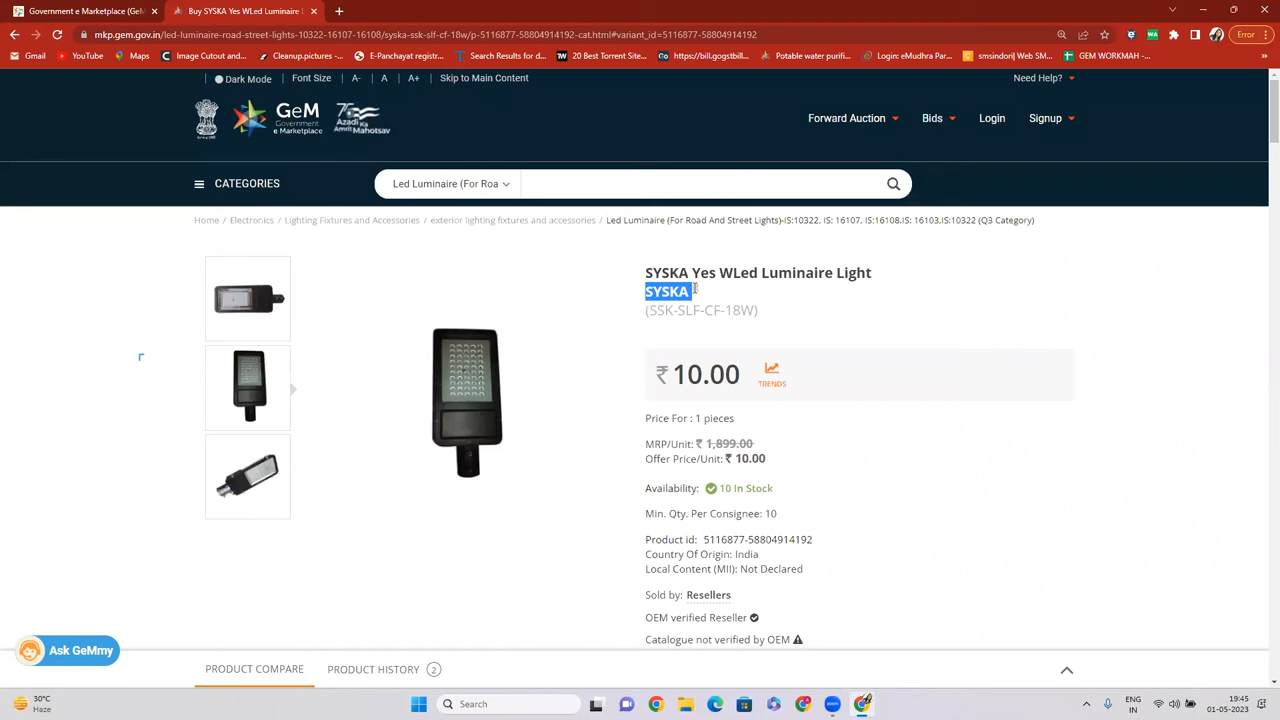 Government e Marketplace (GeM
Buy SYSKA Yes WLed Luminaire L
mkp.gem.gov.in/led-luminaire-road-street-lights-10322-16107-16108/syska-ssk-slf-cf-18w/p-5116877-58804914192-cat.html#variant_id=5116877-58804914192
Error
Gmail
YouTube
Maps
Image Cutout and...
Cleanup.pictures -...
E-Panchayat registr...
Search Results for d...
20 Best Torrent Site...
https://bill.gogstbill...
Potable water purifi...
Login: eMudhra Par...
smsindori] Web SM...
GEM WORKMAH -...
Dark Mode
Font Size
A-
A
A+
Skip to Main Content
Need Help?
GeM
Government
e Marketplace
75
Azadi Ka
Amrit Mahotsav
Forward Auction
Bids
Login
Signup
CATEGORIES
Led Luminaire (For Roa
Home / Electronics / Lighting Fixtures and Accessories / exterior lighting fixtures and accessories / Led Luminaire (For Road And Street Lights)-IS:10322, IS: 16107, IS:16108,IS: 16103,IS:10322 (Q3 Category)
SYSKA Yes WLed Luminaire Light
SYSKA
(SSK-SLF-CF-18W)
₹ 10.00
TRENDS
Price For : 1 pieces
MRP/Unit: ₹ 1,899.00
Offer Price/Unit: ₹ 10.00
Availability: 10 In Stock
Min. Qty. Per Consignee: 10
Product id: 5116877-58804914192
Country Of Origin: India
Local Content (MII): Not Declared
Sold by: Resellers
OEM verified Reseller
Catalogue not verified by OEM
Ask GeMmy
PRODUCT COMPARE
PRODUCT HISTORY 2
30°C
Haze
Search
zoom
ENG
IN
19:45
01-05-2023